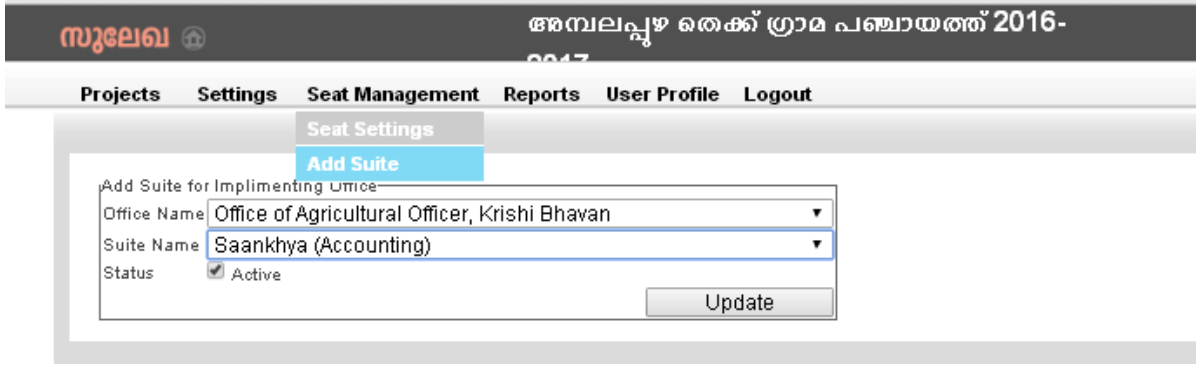 സുലേഖ
അമ്പലപ്പുഴ തെക്ക് ഗ്രാമ പഞ്ചായത്ത് 2016-
2017
Projects Settings Seat Management Reports User Profile Logout
Seat Settings
Add Suite
Add Suite for Implimenting Office
Office Name Office of Agricultural Officer, Krishi Bhavan
Suite Name Saankhya (Accounting)
Status Active
Update